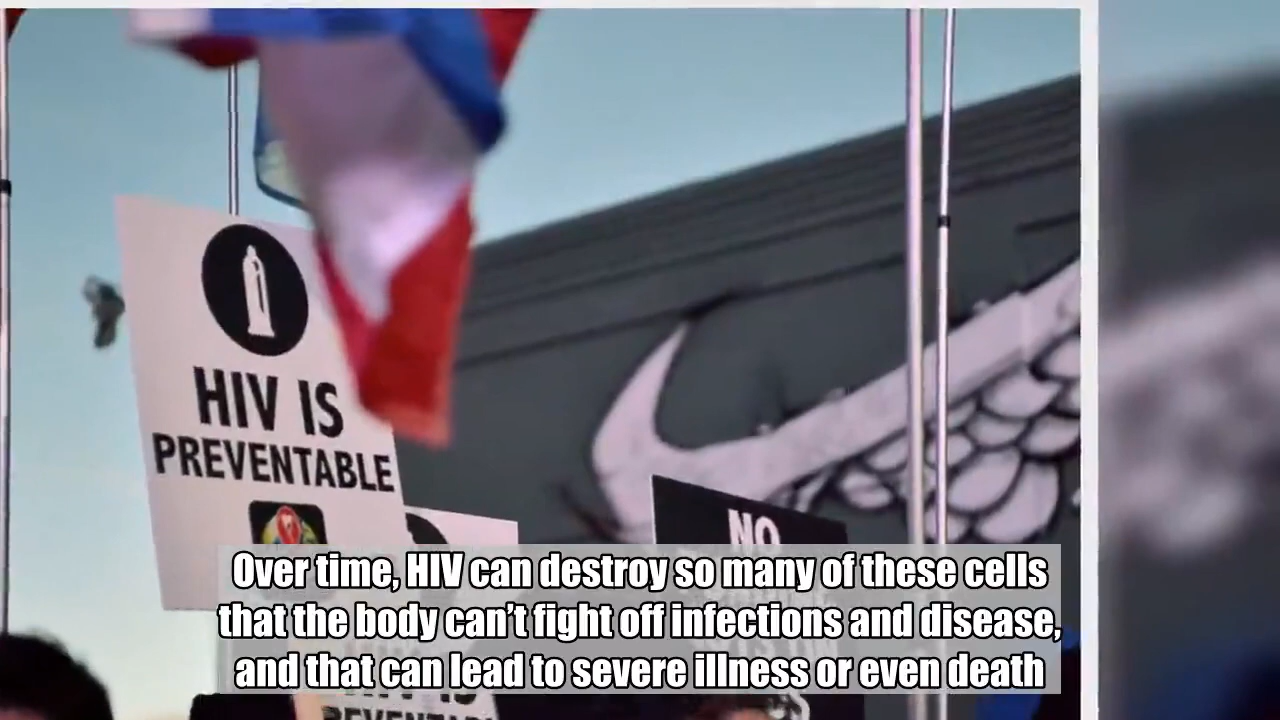 HIV IS
PREVENTABLE
NO
Over time, HIV can destroy so many of these cells
that the body can't fight off infections and disease,
and that can lead to severe illness or even death